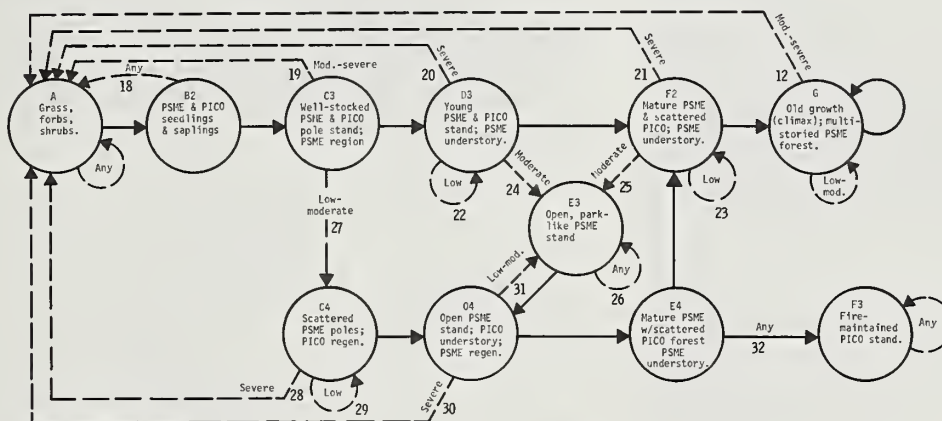 Mod.-severe
Severe
Severe
Mod.-severe
Any
18
19
20
21
12
A
Grass,
forbs,
shrubs.
Any
B2
PSME & PICO
seedlings
& saplings
C3
Well-stocked
PSME & PICO
pole stand;
PSME region
D3
Young
PSME & PICO
stand; PSME
understory.
F2
Mature PSME
& scattered
PICO; PSME
understory.
G
Old growth
(climax); multi-
storied PSME
forest.
Low
22
Moderate
24
Moderate
25
Low
23
Low-
mod.
Low-
moderate
27
E3
Open, park-
like PSME
stand
Any
26
Low-mod.
31
C4
Scattered
PSME poles;
PICO regen.
O4
Open PSME
stand; PICO
understory;
PSME regen.
E4
Mature PSME
w/scattered
PICO forest
PSME
understory.
Any
32
F3
Fire-
maintained
PICO stand.
Any
Severe
28
Low
29
Severe
30